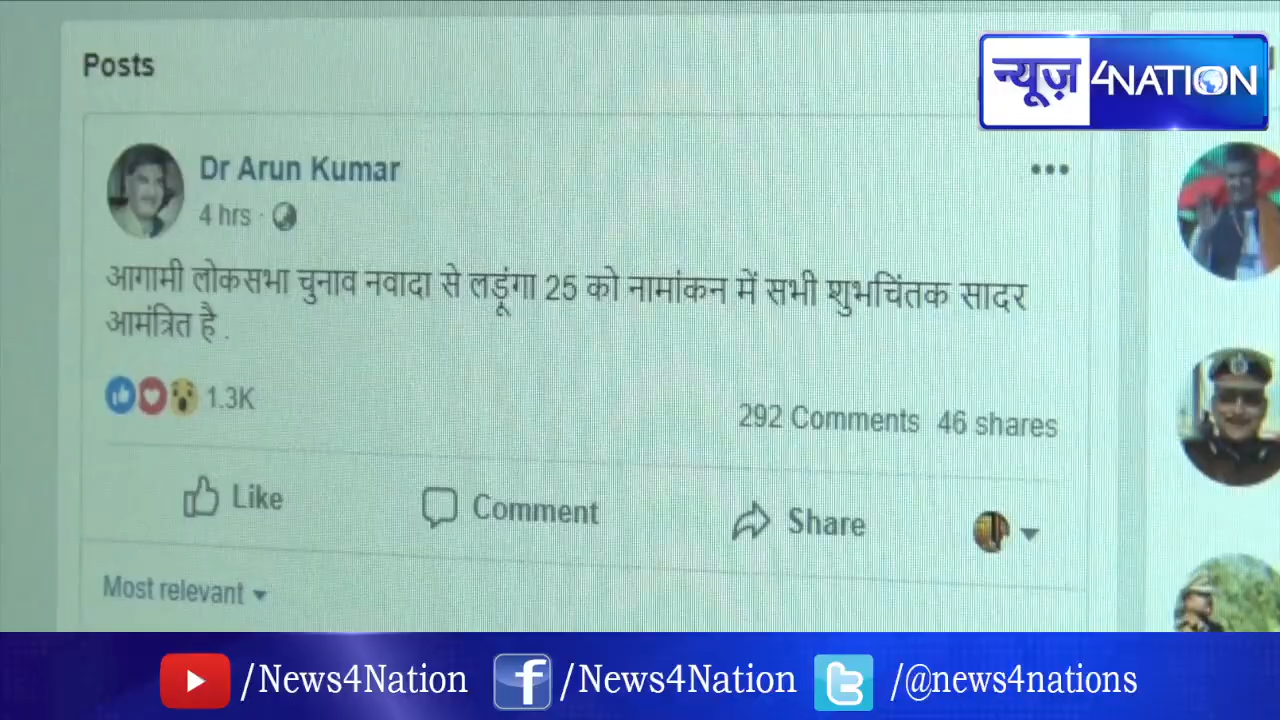 Posts
न्यूज़ 4NATION
Dr Arun Kumar
4 hrs ·
आगामी लोकसभा चुनाव नवादा से लड़ूंगा 25 को नामांकन में सभी शुभचिंतक सादर
आमंत्रित है .
1.3K
292 Comments 46 shares
Like Comment Share
Most relevant
/News4Nation /News4Nation /@news4nations